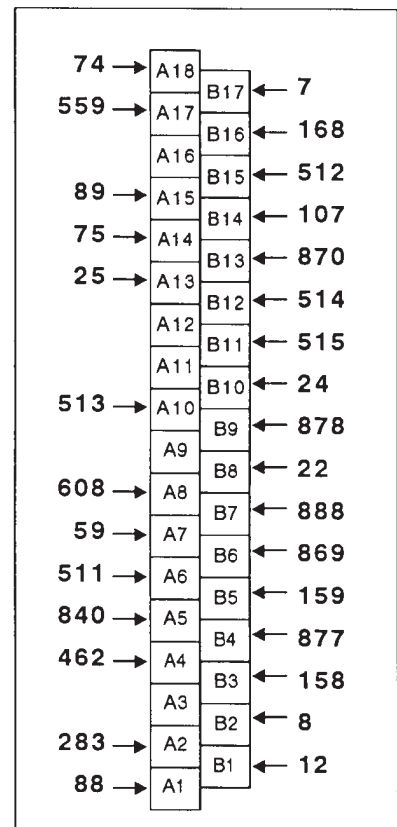 74 → A18
B17 ← 7
559 → A17
B16 ← 168
A16
B15 ← 512
89 → A15
B14 ← 107
75 → A14
B13 ← 870
25 → A13
B12 ← 514
A12
B11 ← 515
A11
B10 ← 24
513 → A10
B9 ← 878
A9
B8 ← 22
608 → A8
B7 ← 888
59 → A7
B6 ← 869
511 → A6
B5 ← 159
840 → A5
B4 ← 877
462 → A4
B3 ← 158
A3
B2 ← 8
283 → A2
B1 ← 12
88 → A1